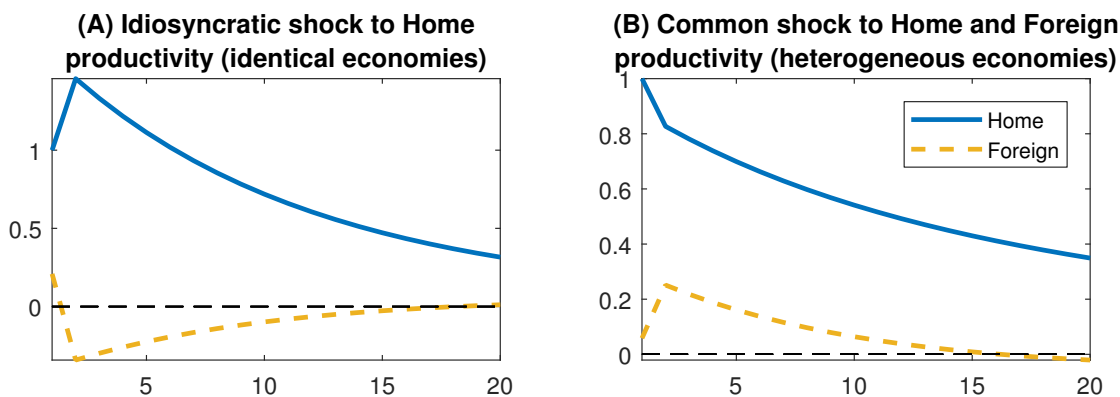 (A) Idiosyncratic shock to Home
productivity (identical economies)
1
0.5
0
5
10
15
20
(B) Common shock to Home and Foreign
productivity (heterogeneous economies)
1
0.8
0.6
0.4
0.2
0
5
10
15
20
Home
Foreign